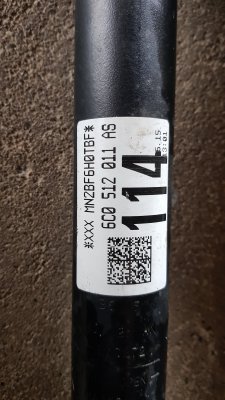 *XXX MN2BF6H0TBF*
6C0 512 011 AS
114